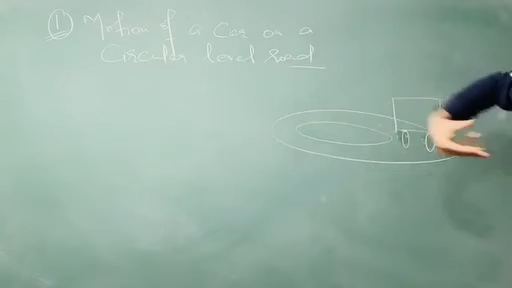 ① Motion of a Car on a
Circular level road